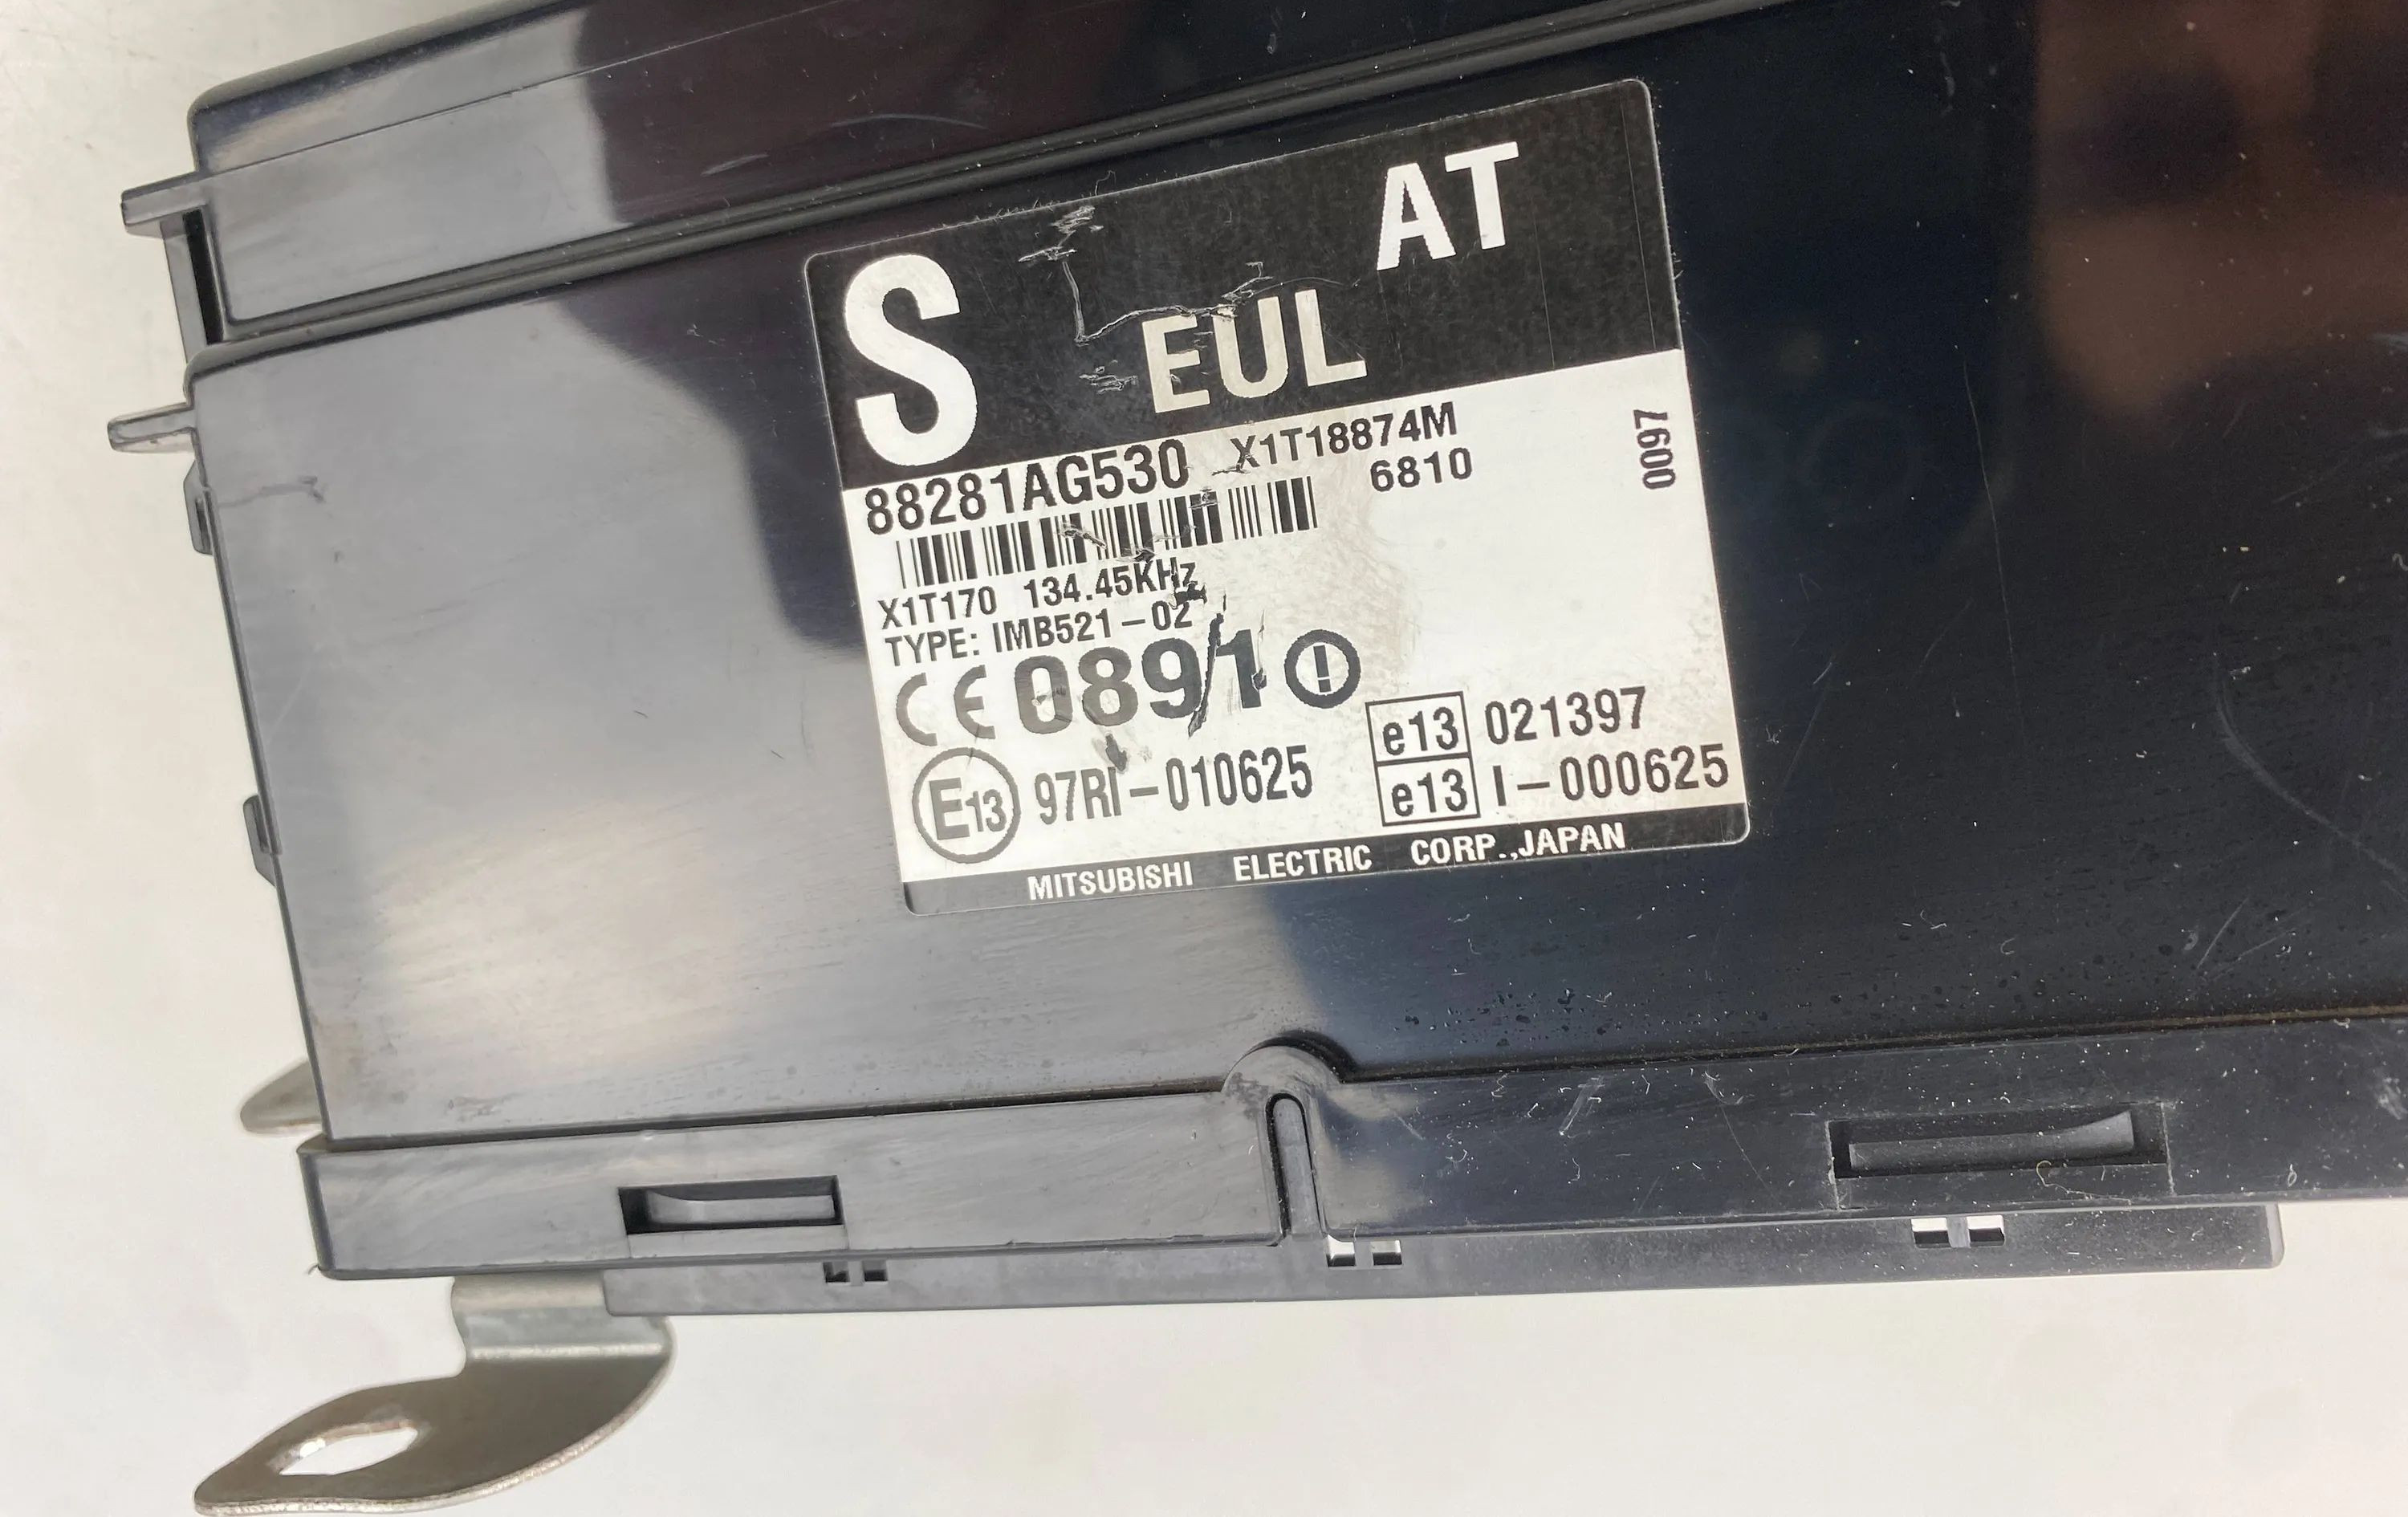 S EUL AT
88281AG530 X1T18874M
6810
0097
X1T170 134.45KHz
TYPE: IMB521-02
CE 0891 !
E13 97RI-010625
e13 021397
e13 I-000625
MITSUBISHI ELECTRIC CORP.,JAPAN